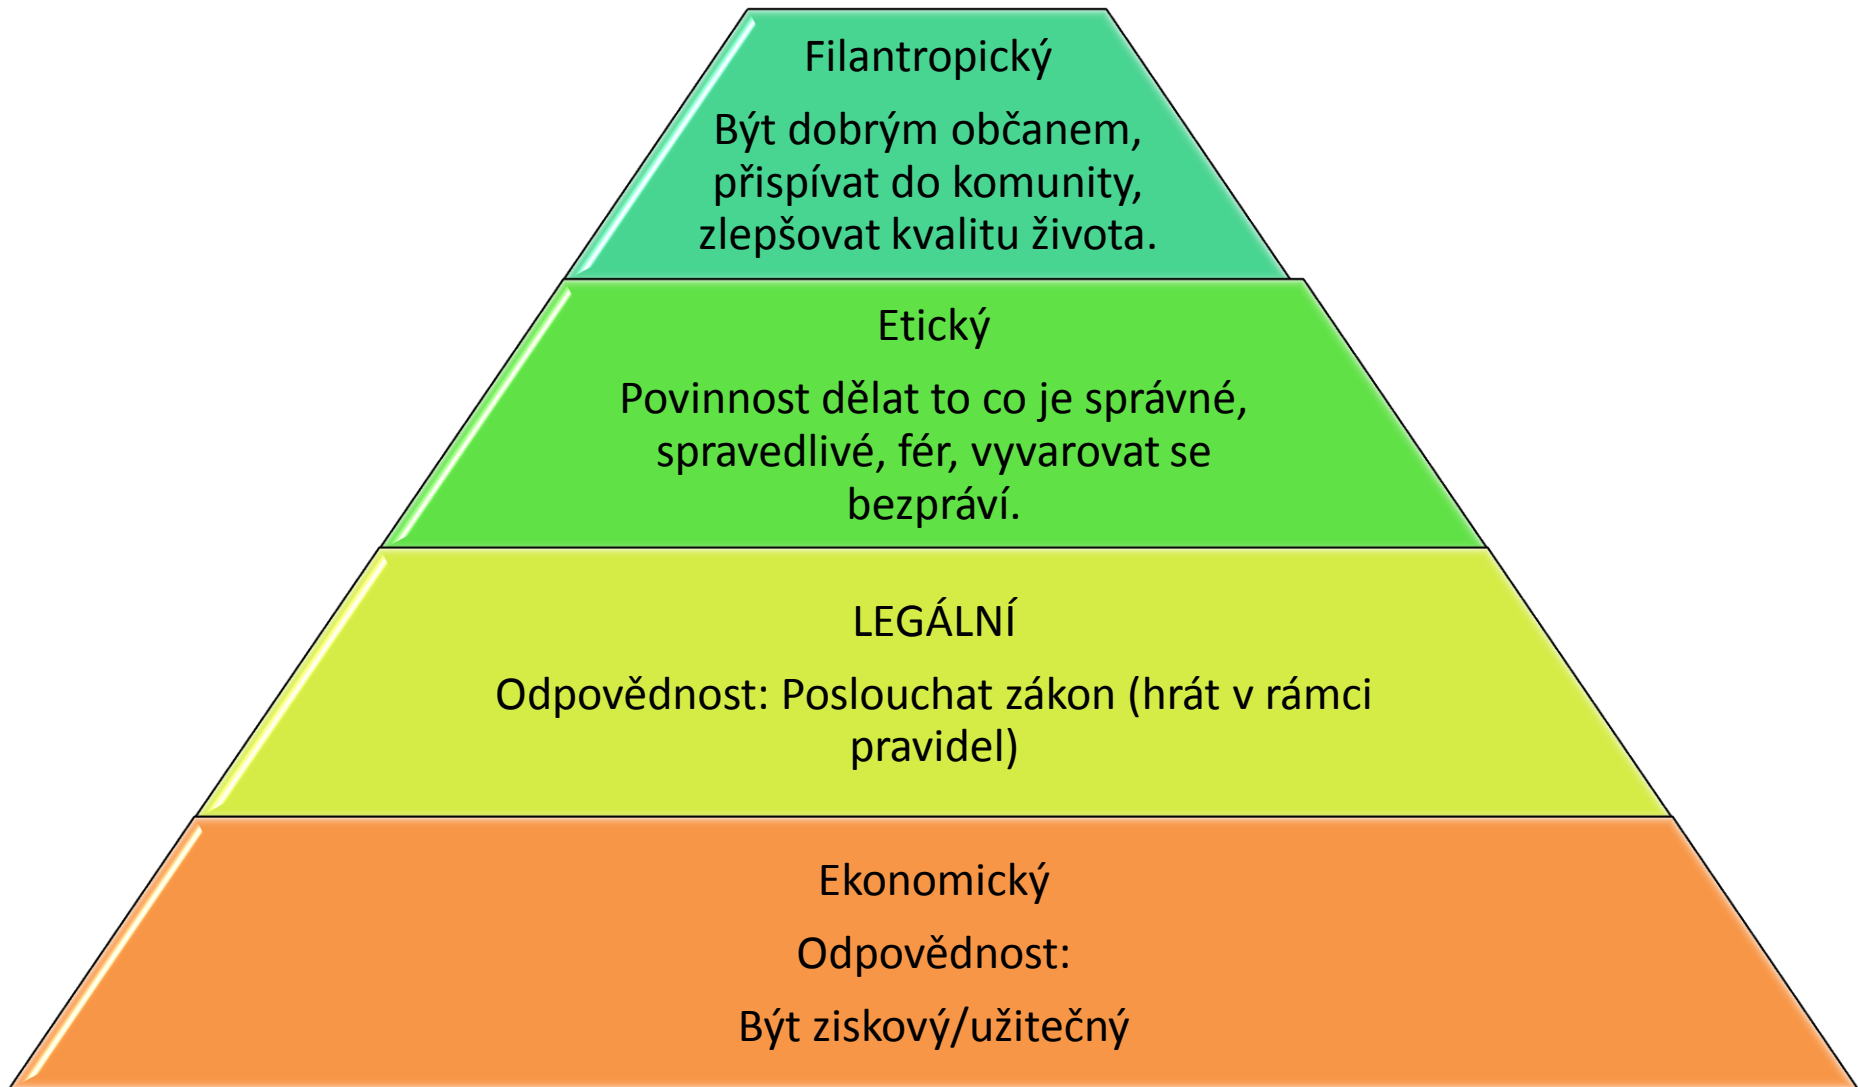 Filantropický
Být dobrým občanem,
přispívat do komunity,
zlepšovat kvalitu života.
Etický
Povinnost dělat to co je správné,
spravedlivé, fér, vyvarovat se
bezpráví.
LEGÁLNÍ
Odpovědnost: Poslouchat zákon (hrát v rámci
pravidel)
Ekonomický
Odpovědnost:
Být ziskový/užitečný